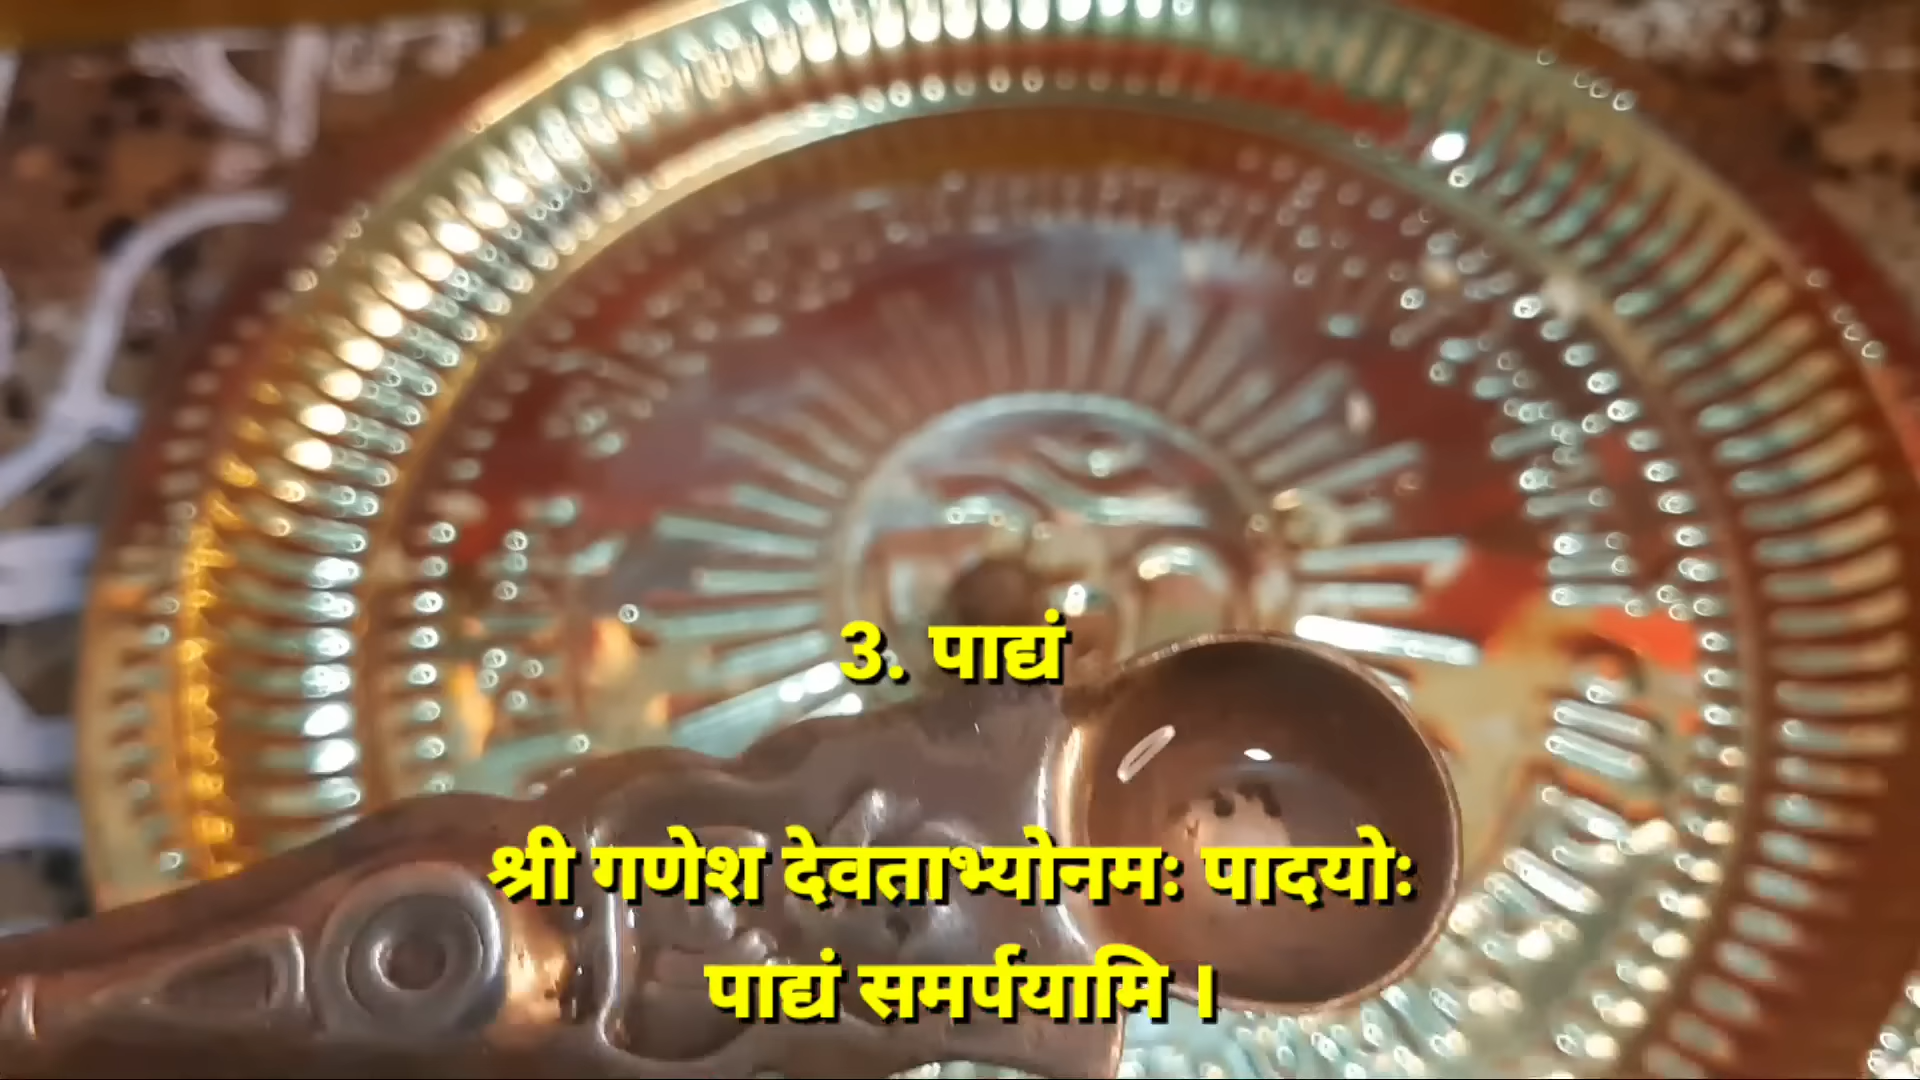 3. पाद्यं
श्री गणेश देवताभ्योनमः पादयोः
पाद्यं समर्पयामि ।